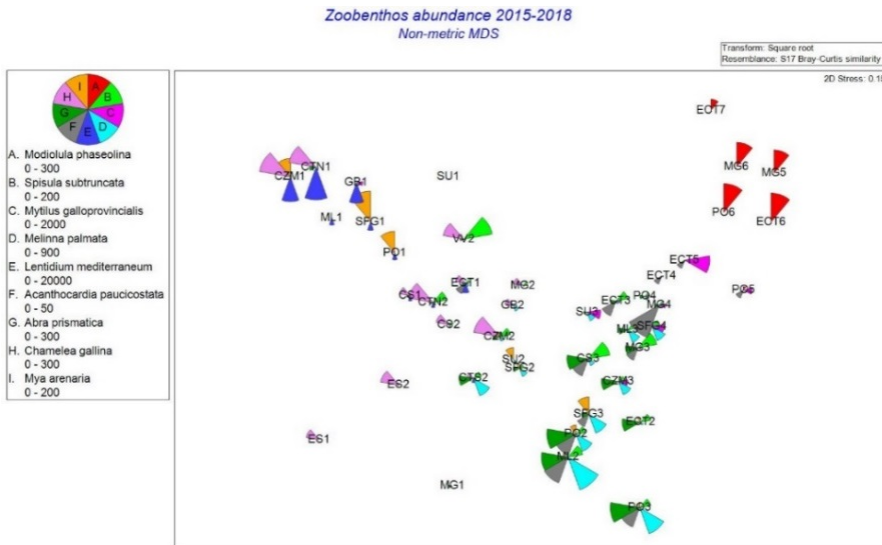 Zoobenthos abundance 2015-2018
Non-metric MDS
Transform: Square root
Resemblance: S17 Bray-Curtis similarity
2D Stress: 0.1
I A
H B
G C
F D
E
A. Modiolula phaseolina
0 - 300
B. Spisula subtruncata
0 - 200
C. Mytilus galloprovincialis
0 - 2000
D. Melinna palmata
0 - 900
E. Lentidium mediterraneum
0 - 20000
F. Acanthocardia paucicostata
0 - 50
G. Abra prismatica
0 - 300
H. Chamelea gallina
0 - 300
I. Mya arenaria
0 - 200
ECT7
MG6
MG5
CTN1
CZM1
SU1
GB1
PO6
ECT6
ML1
SFG1
VV2
PO1
ECT5
ECT4
ECT1
MG2
PO5
CS1
CTN2
GB2
ECT3
PO4
MG4
SU3
CS2
ML3
SFG4
CZM2
MG3
SU2
SFG2
CS3
CTS2
ES2
CZM3
SFG3
ECT2
ES1
PO2
ML2
MG1
PO3